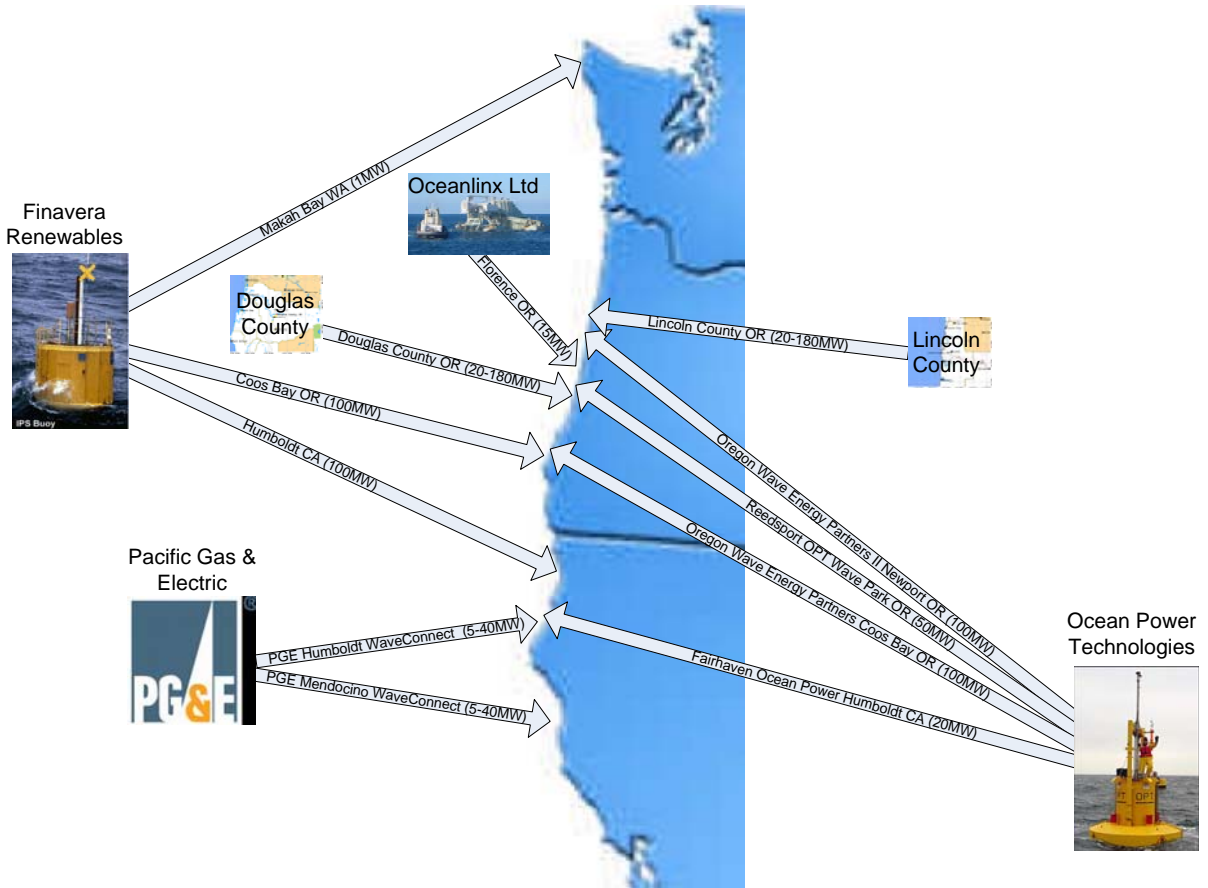 Finavera
Renewables
IPS Buoy
Makah Bay WA (1MW)
Oceanlinx Ltd
Florence OR (15MW)
Douglas
County
Douglas County OR (20-180MW)
Coos Bay OR (100MW)
Humboldt CA (100MW)
Lincoln County OR (20-180MW)
Lincoln
County
Oregon Wave Energy Partners II Newport OR (100MW)
Reedsport OPT Wave Park OR (50MW)
Oregon Wave Energy Partners Coos Bay OR (100MW)
Fairhaven Ocean Power Humboldt CA (20MW)
Ocean Power
Technologies
OPT
Pacific Gas &
Electric
PG&E
®
PGE Humboldt WaveConnect (5-40MW)
PGE Mendocino WaveConnect (5-40MW)